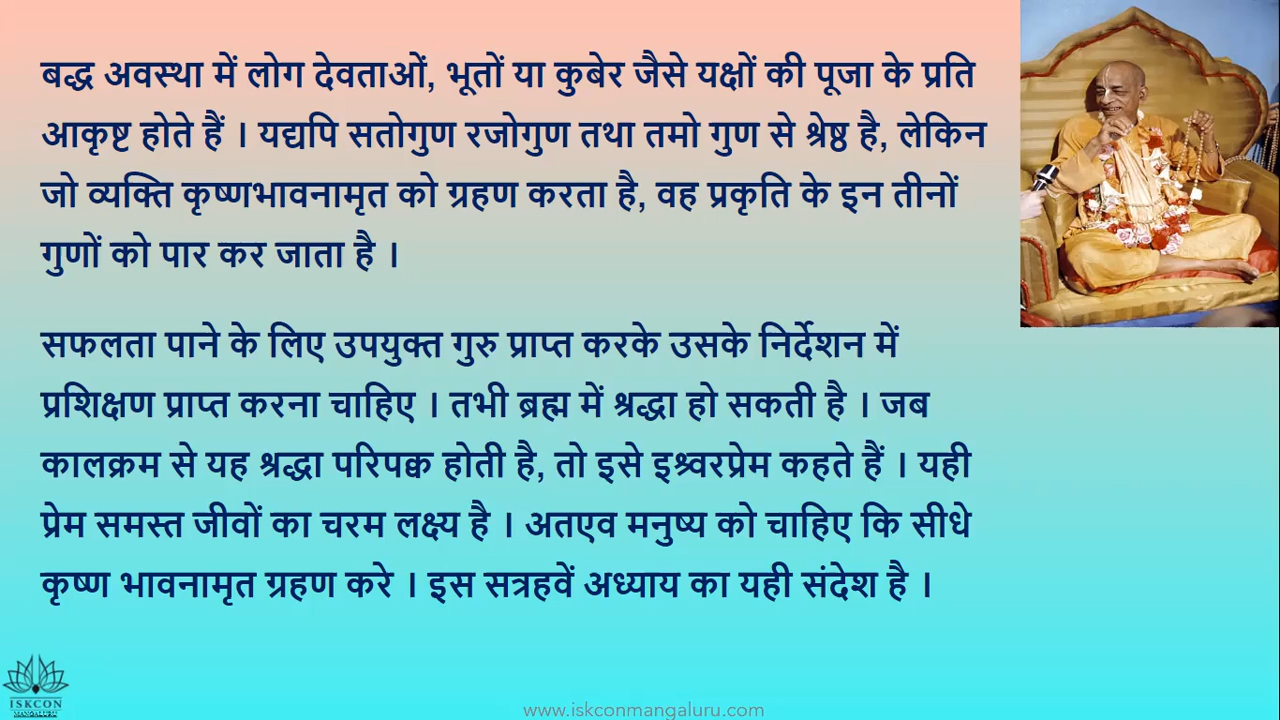 बद्ध अवस्था में लोग देवताओं, भूतों या कुबेर जैसे यक्षों की पूजा के प्रति
आकृष्ट होते हैं । यद्यपि सतोगुण रजोगुण तथा तमो गुण से श्रेष्ठ है, लेकिन
जो व्यक्ति कृष्णभावनामृत को ग्रहण करता है, वह प्रकृति के इन तीनों
गुणों को पार कर जाता है ।
सफलता पाने के लिए उपयुक्त गुरु प्राप्त करके उसके निर्देशन में
प्रशिक्षण प्राप्त करना चाहिए । तभी ब्रह्म में श्रद्धा हो सकती है । जब
कालक्रम से यह श्रद्धा परिपक्व होती है, तो इसे इश्र्वरप्रेम कहते हैं । यही
प्रेम समस्त जीवों का चरम लक्ष्य है । अतएव मनुष्य को चाहिए कि सीधे
कृष्ण भावनामृत ग्रहण करे । इस सत्रहवें अध्याय का यही संदेश है ।
ISKCON
MANGALURU
www.iskconmangaluru.com